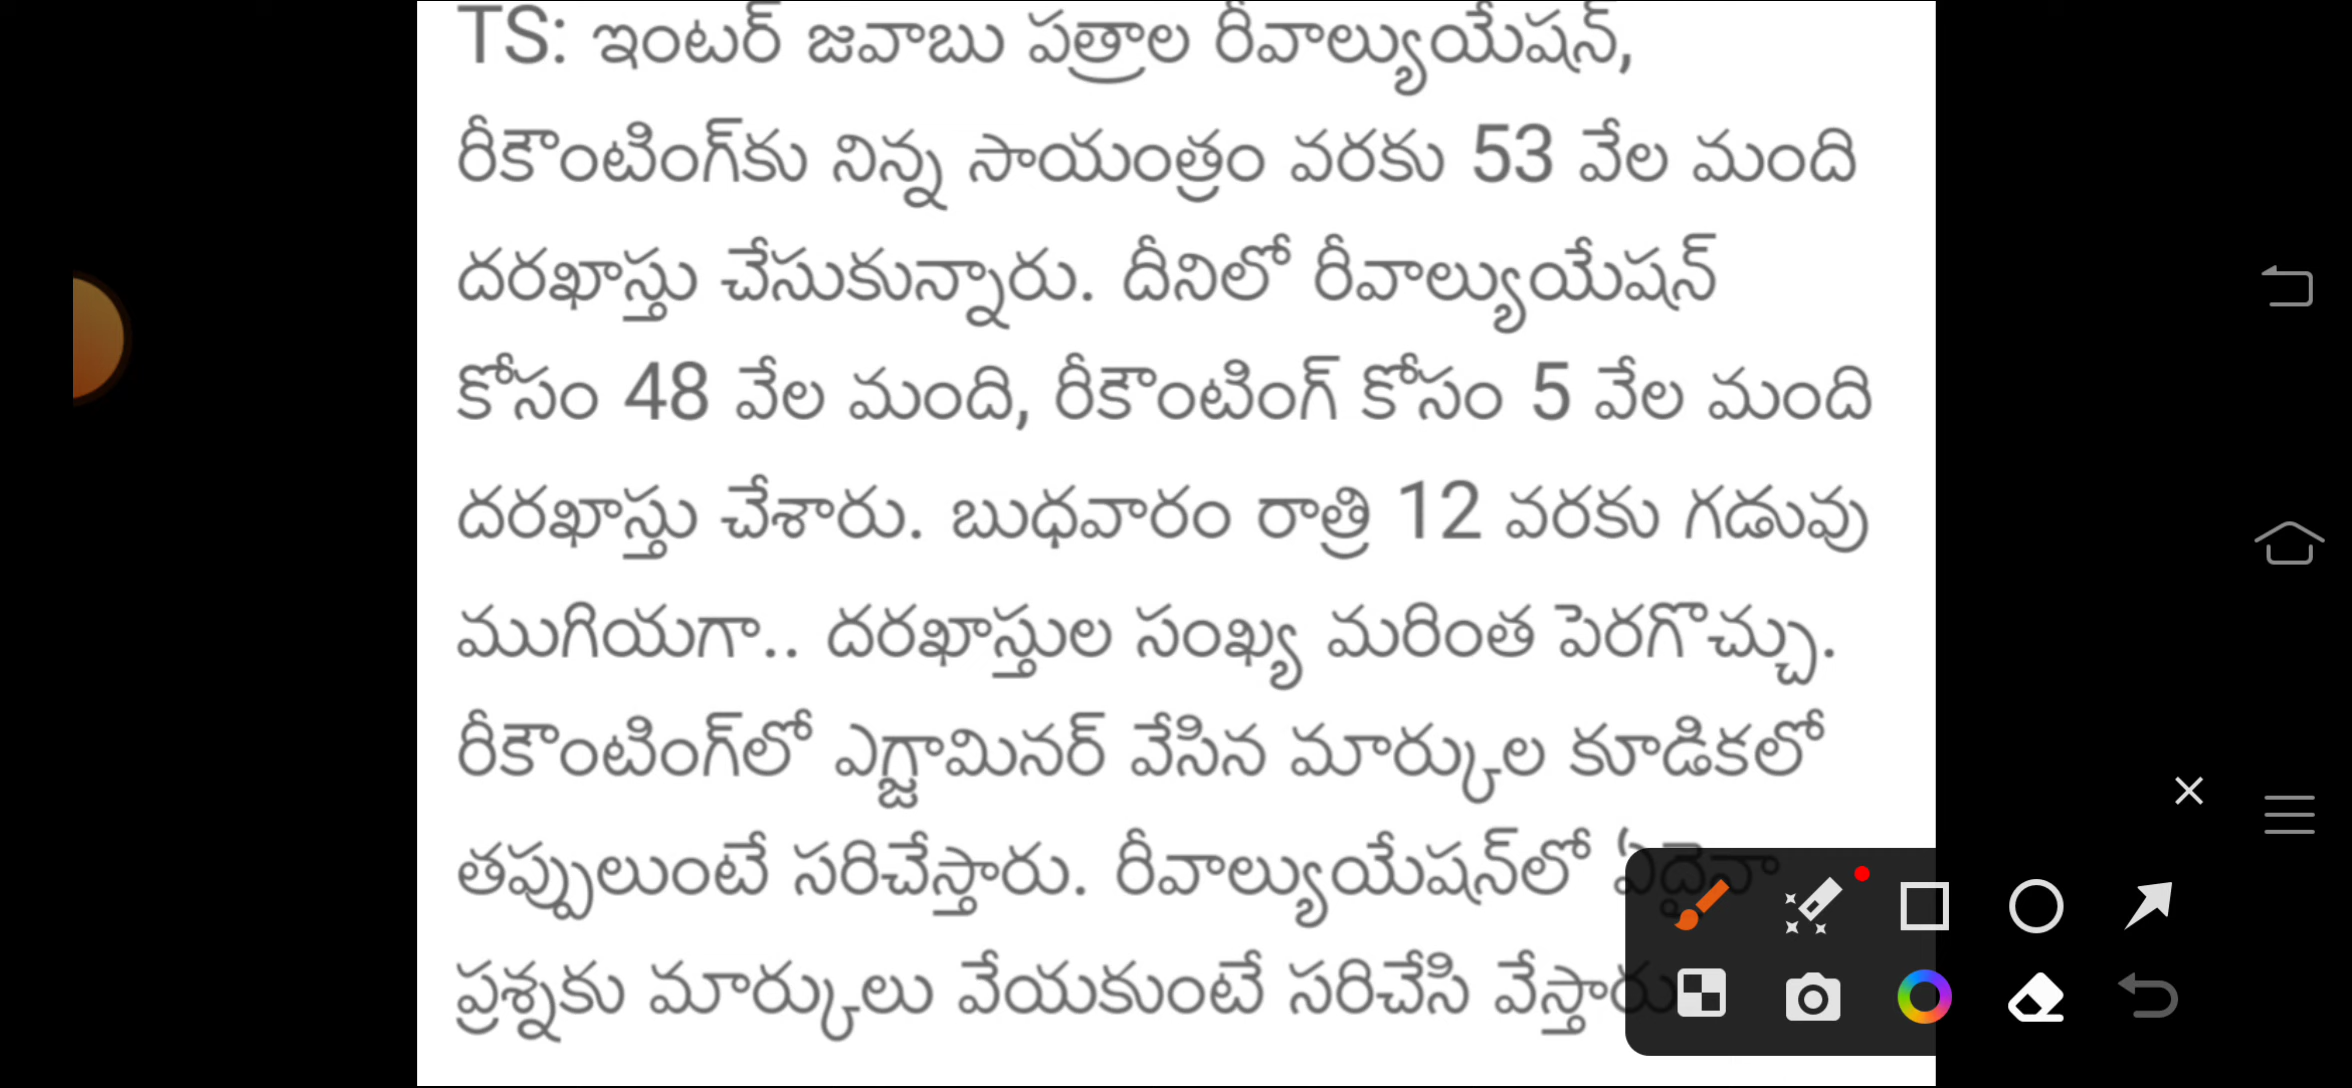 TS: ఇంటర్ జవాబు పత్రాల రీవాల్యుయేషన్,
రీకౌంటింగ్‌కు నిన్న సాయంత్రం వరకు 53 వేల మంది
దరఖాస్తు చేసుకున్నారు. దీనిలో రీవాల్యుయేషన్
కోసం 48 వేల మంది, రీకౌంటింగ్ కోసం 5 వేల మంది
దరఖాస్తు చేశారు. బుధవారం రాత్రి 12 వరకు గడువు
ముగియగా.. దరఖాస్తుల సంఖ్య మరింత పెరగొచ్చు.
రీకౌంటింగ్‌లో ఎగ్జామినర్ వేసిన మార్కుల కూడికలో
తప్పులుంటే సరిచేస్తారు. రీవాల్యుయేషన్‌లో ఏదైనా
ప్రశ్నకు మార్కులు వేయకుంటే సరిచేసి వేస్తారు